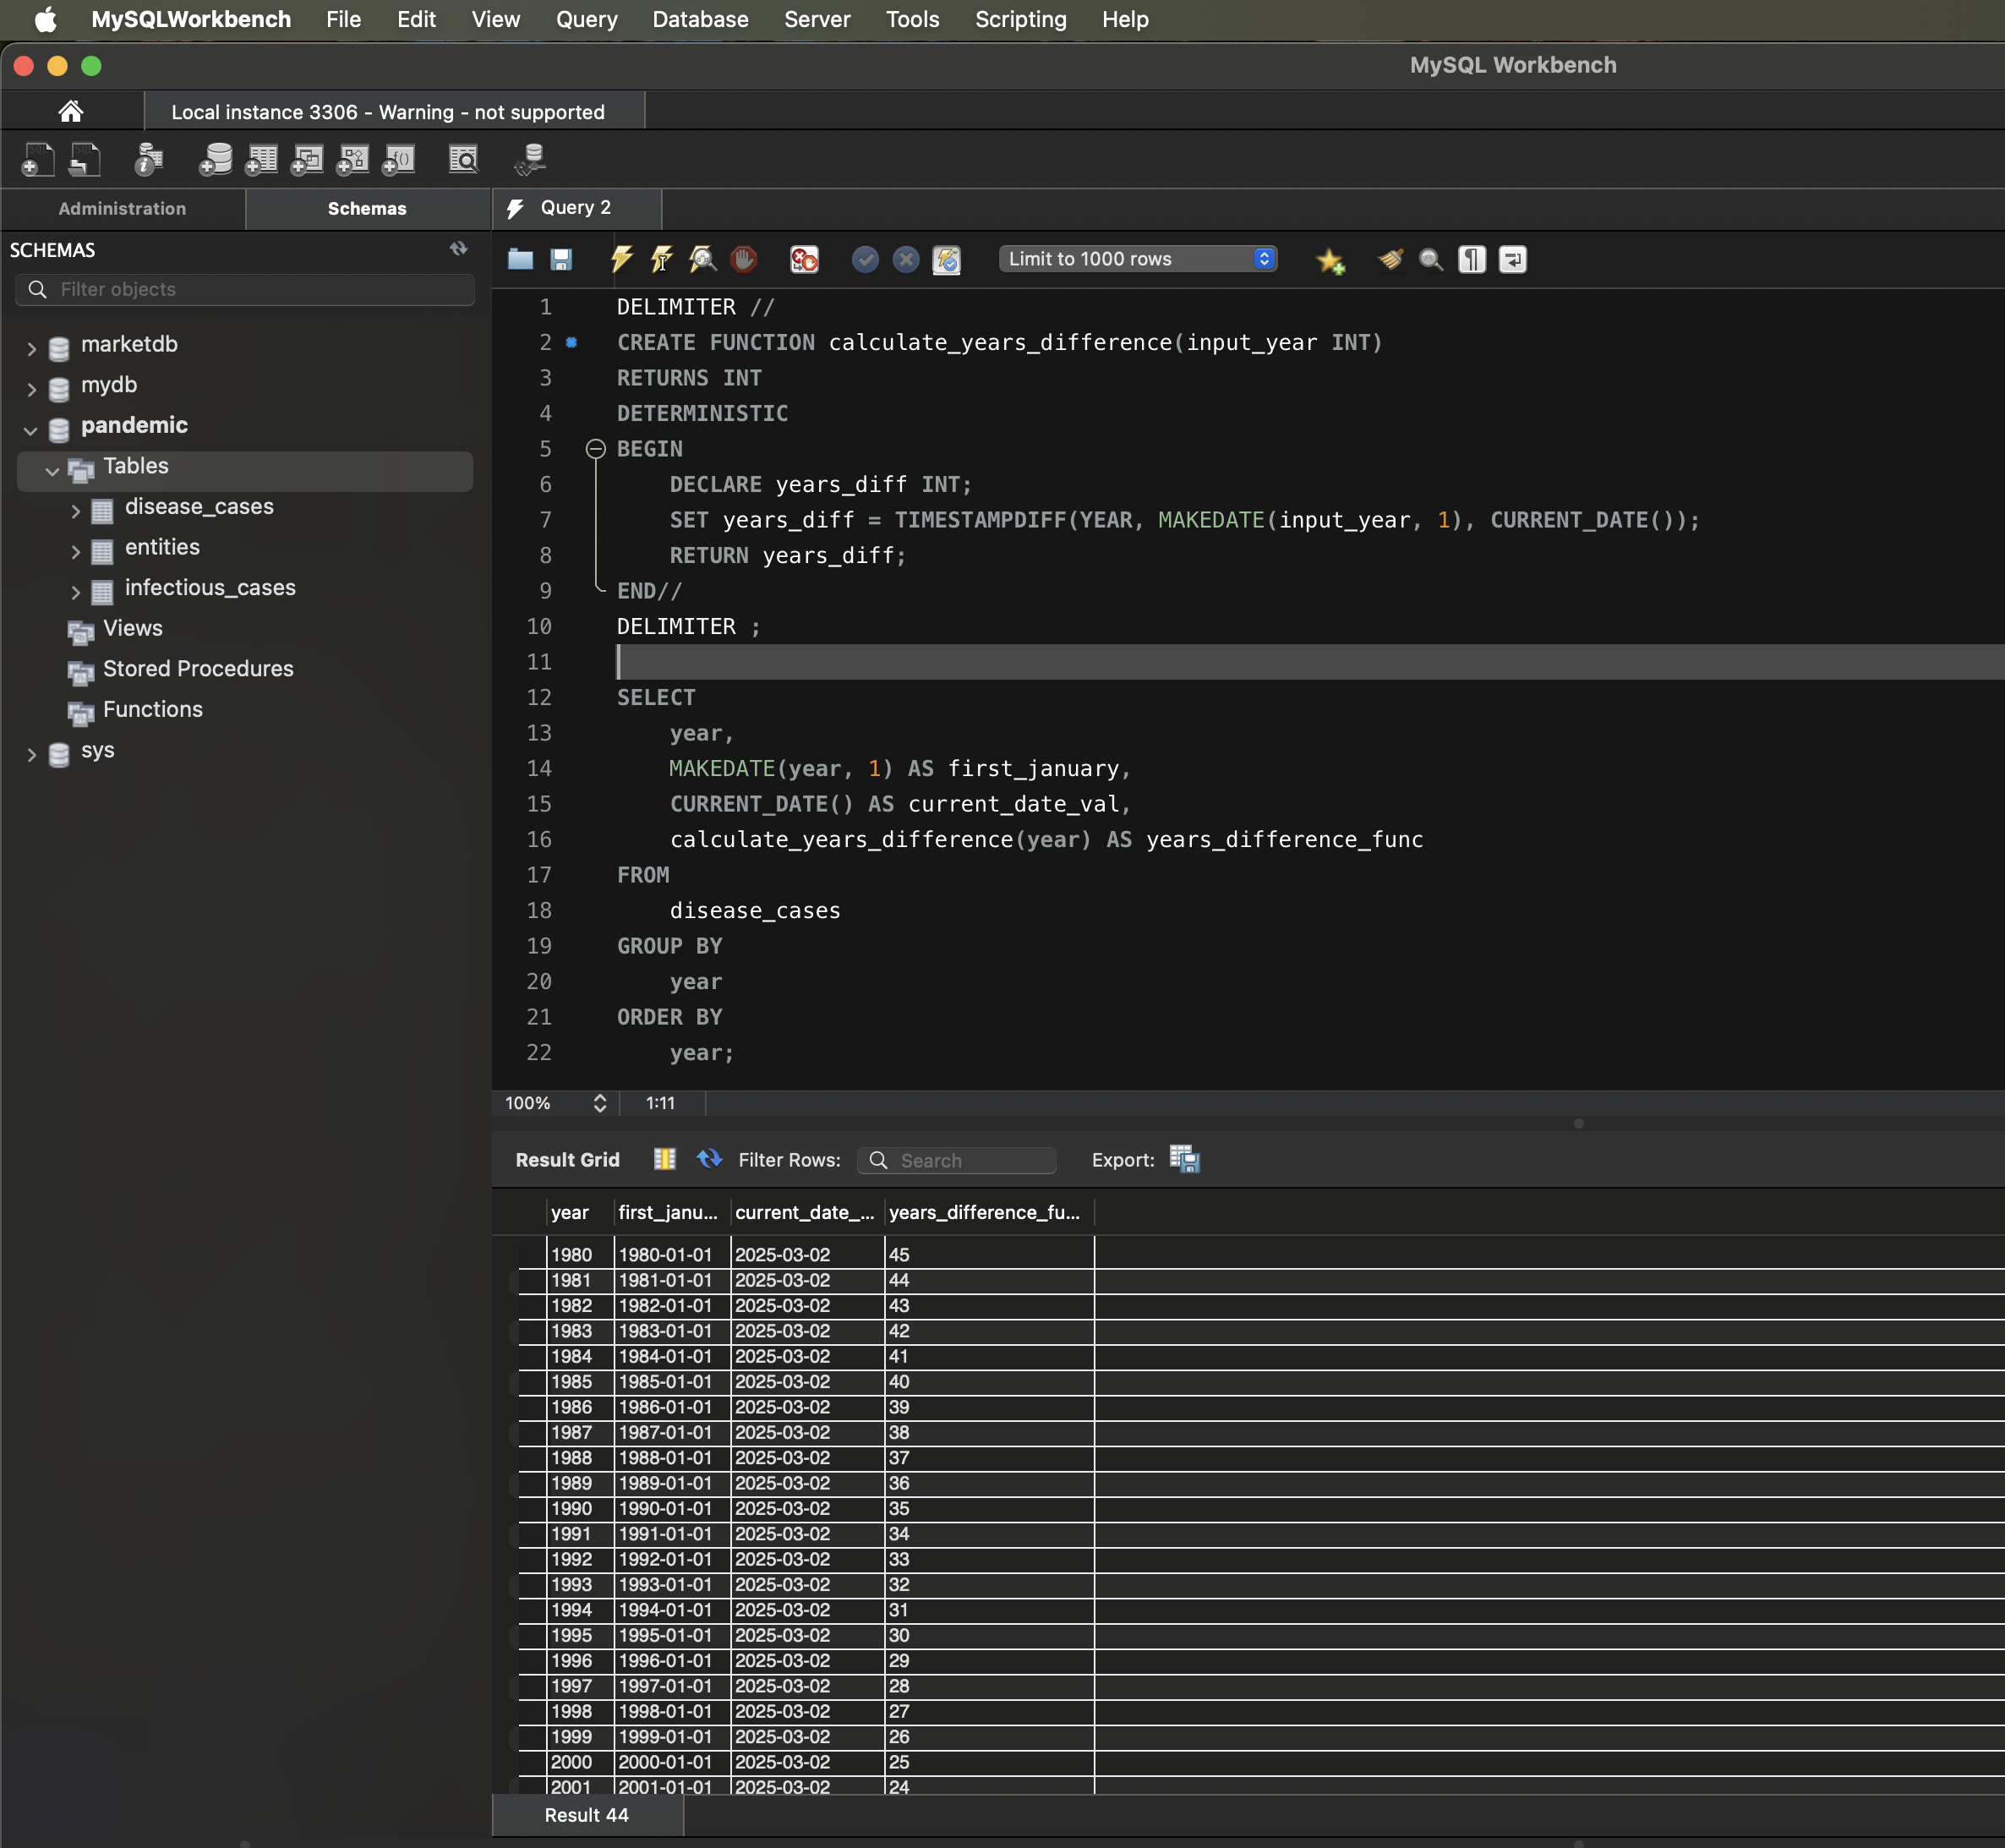 MySQLWorkbench File Edit View Query Database Server Tools Scripting Help
MySQL Workbench
Local instance 3306 - Warning - not supported
Administration Schemas Query 2
SCHEMAS
Filter objects
marketdb
mydb
pandemic
Tables
disease_cases
entities
infectious_cases
Views
Stored Procedures
Functions
sys
Limit to 1000 rows
1 DELIMITER //
2 CREATE FUNCTION calculate_years_difference(input_year INT)
3 RETURNS INT
4 DETERMINISTIC
5 BEGIN
6 DECLARE years_diff INT;
7 SET years_diff = TIMESTAMPDIFF(YEAR, MAKEDATE(input_year, 1), CURRENT_DATE());
8 RETURN years_diff;
9 END//
10 DELIMITER ;
11
12 SELECT
13 year,
14 MAKEDATE(year, 1) AS first_january,
15 CURRENT_DATE() AS current_date_val,
16 calculate_years_difference(year) AS years_difference_func
17 FROM
18 disease_cases
19 GROUP BY
20 year
21 ORDER BY
22 year;
100% 1:11
Result Grid Filter Rows: Search Export:
year first_janu... current_date_... years_difference_fu...
1980 1980-01-01 2025-03-02 45
1981 1981-01-01 2025-03-02 44
1982 1982-01-01 2025-03-02 43
1983 1983-01-01 2025-03-02 42
1984 1984-01-01 2025-03-02 41
1985 1985-01-01 2025-03-02 40
1986 1986-01-01 2025-03-02 39
1987 1987-01-01 2025-03-02 38
1988 1988-01-01 2025-03-02 37
1989 1989-01-01 2025-03-02 36
1990 1990-01-01 2025-03-02 35
1991 1991-01-01 2025-03-02 34
1992 1992-01-01 2025-03-02 33
1993 1993-01-01 2025-03-02 32
1994 1994-01-01 2025-03-02 31
1995 1995-01-01 2025-03-02 30
1996 1996-01-01 2025-03-02 29
1997 1997-01-01 2025-03-02 28
1998 1998-01-01 2025-03-02 27
1999 1999-01-01 2025-03-02 26
2000 2000-01-01 2025-03-02 25
2001 2001-01-01 2025-03-02 24
Result 44